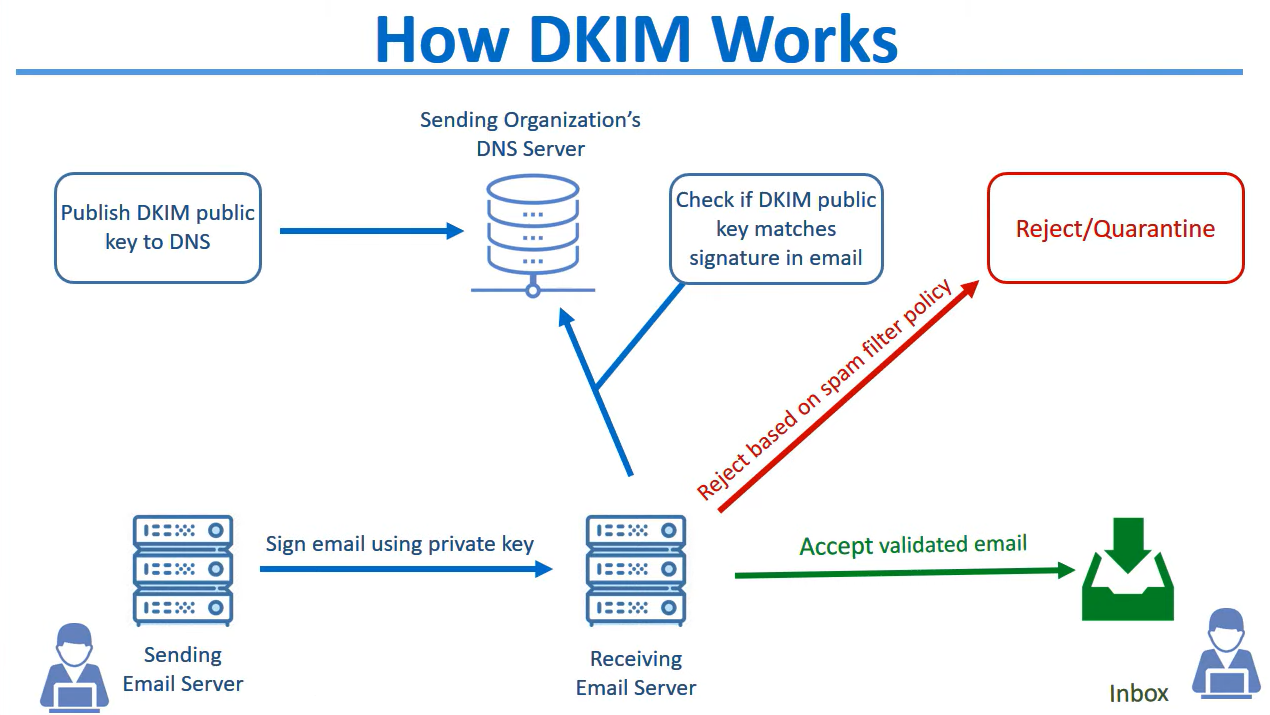 How DKIM Works
Sending Organization's
DNS Server
Publish DKIM public
key to DNS
Check if DKIM public
key matches
signature in email
Reject/Quarantine
Reject based on spam filter policy
Sign email using private key
Accept validated email
Sending
Email Server
Receiving
Email Server
Inbox